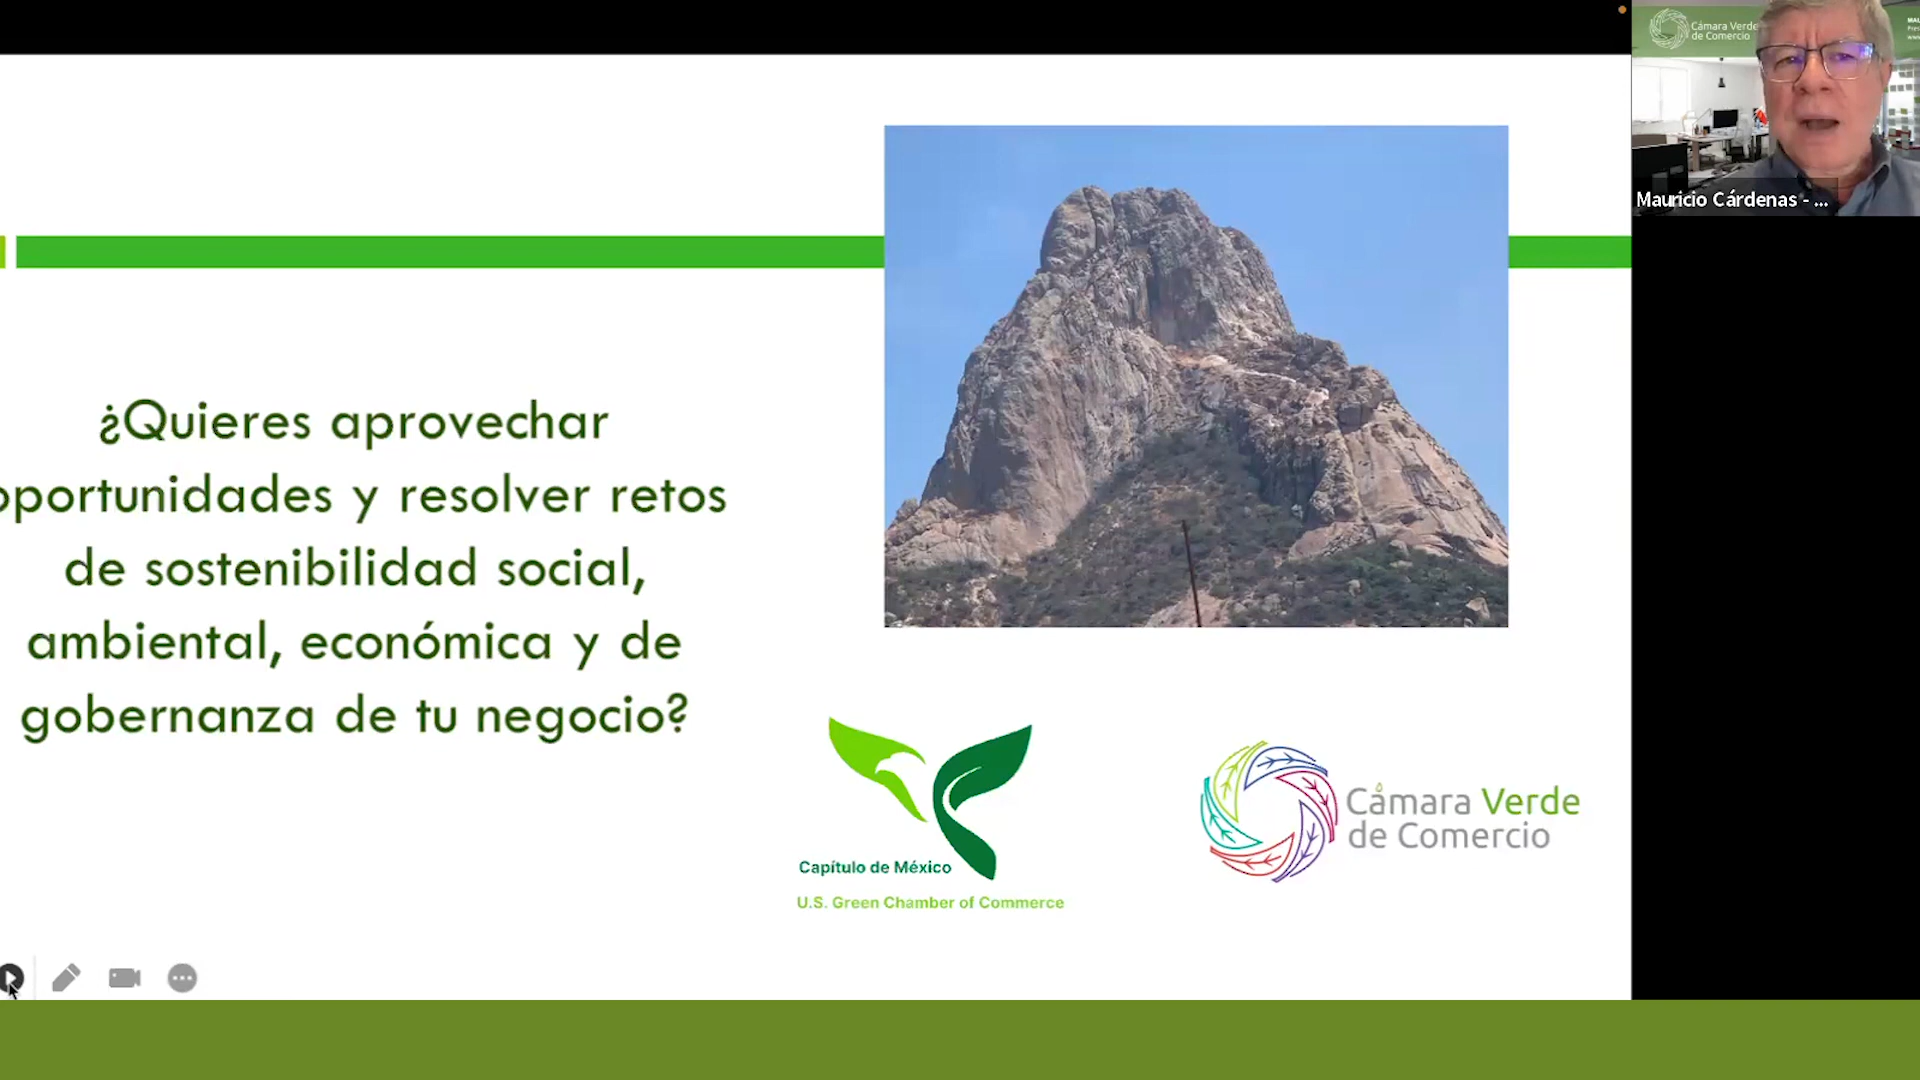 ¿Quieres aprovechar
oportunidades y resolver retos
de sostenibilidad social,
ambiental, económica y de
gobernanza de tu negocio?
Capítulo de México
U.S. Green Chamber of Commerce
Cámara Verde
de Comercio
Cámara Verde
de Comercio
Mauricio Cárdenas - ...